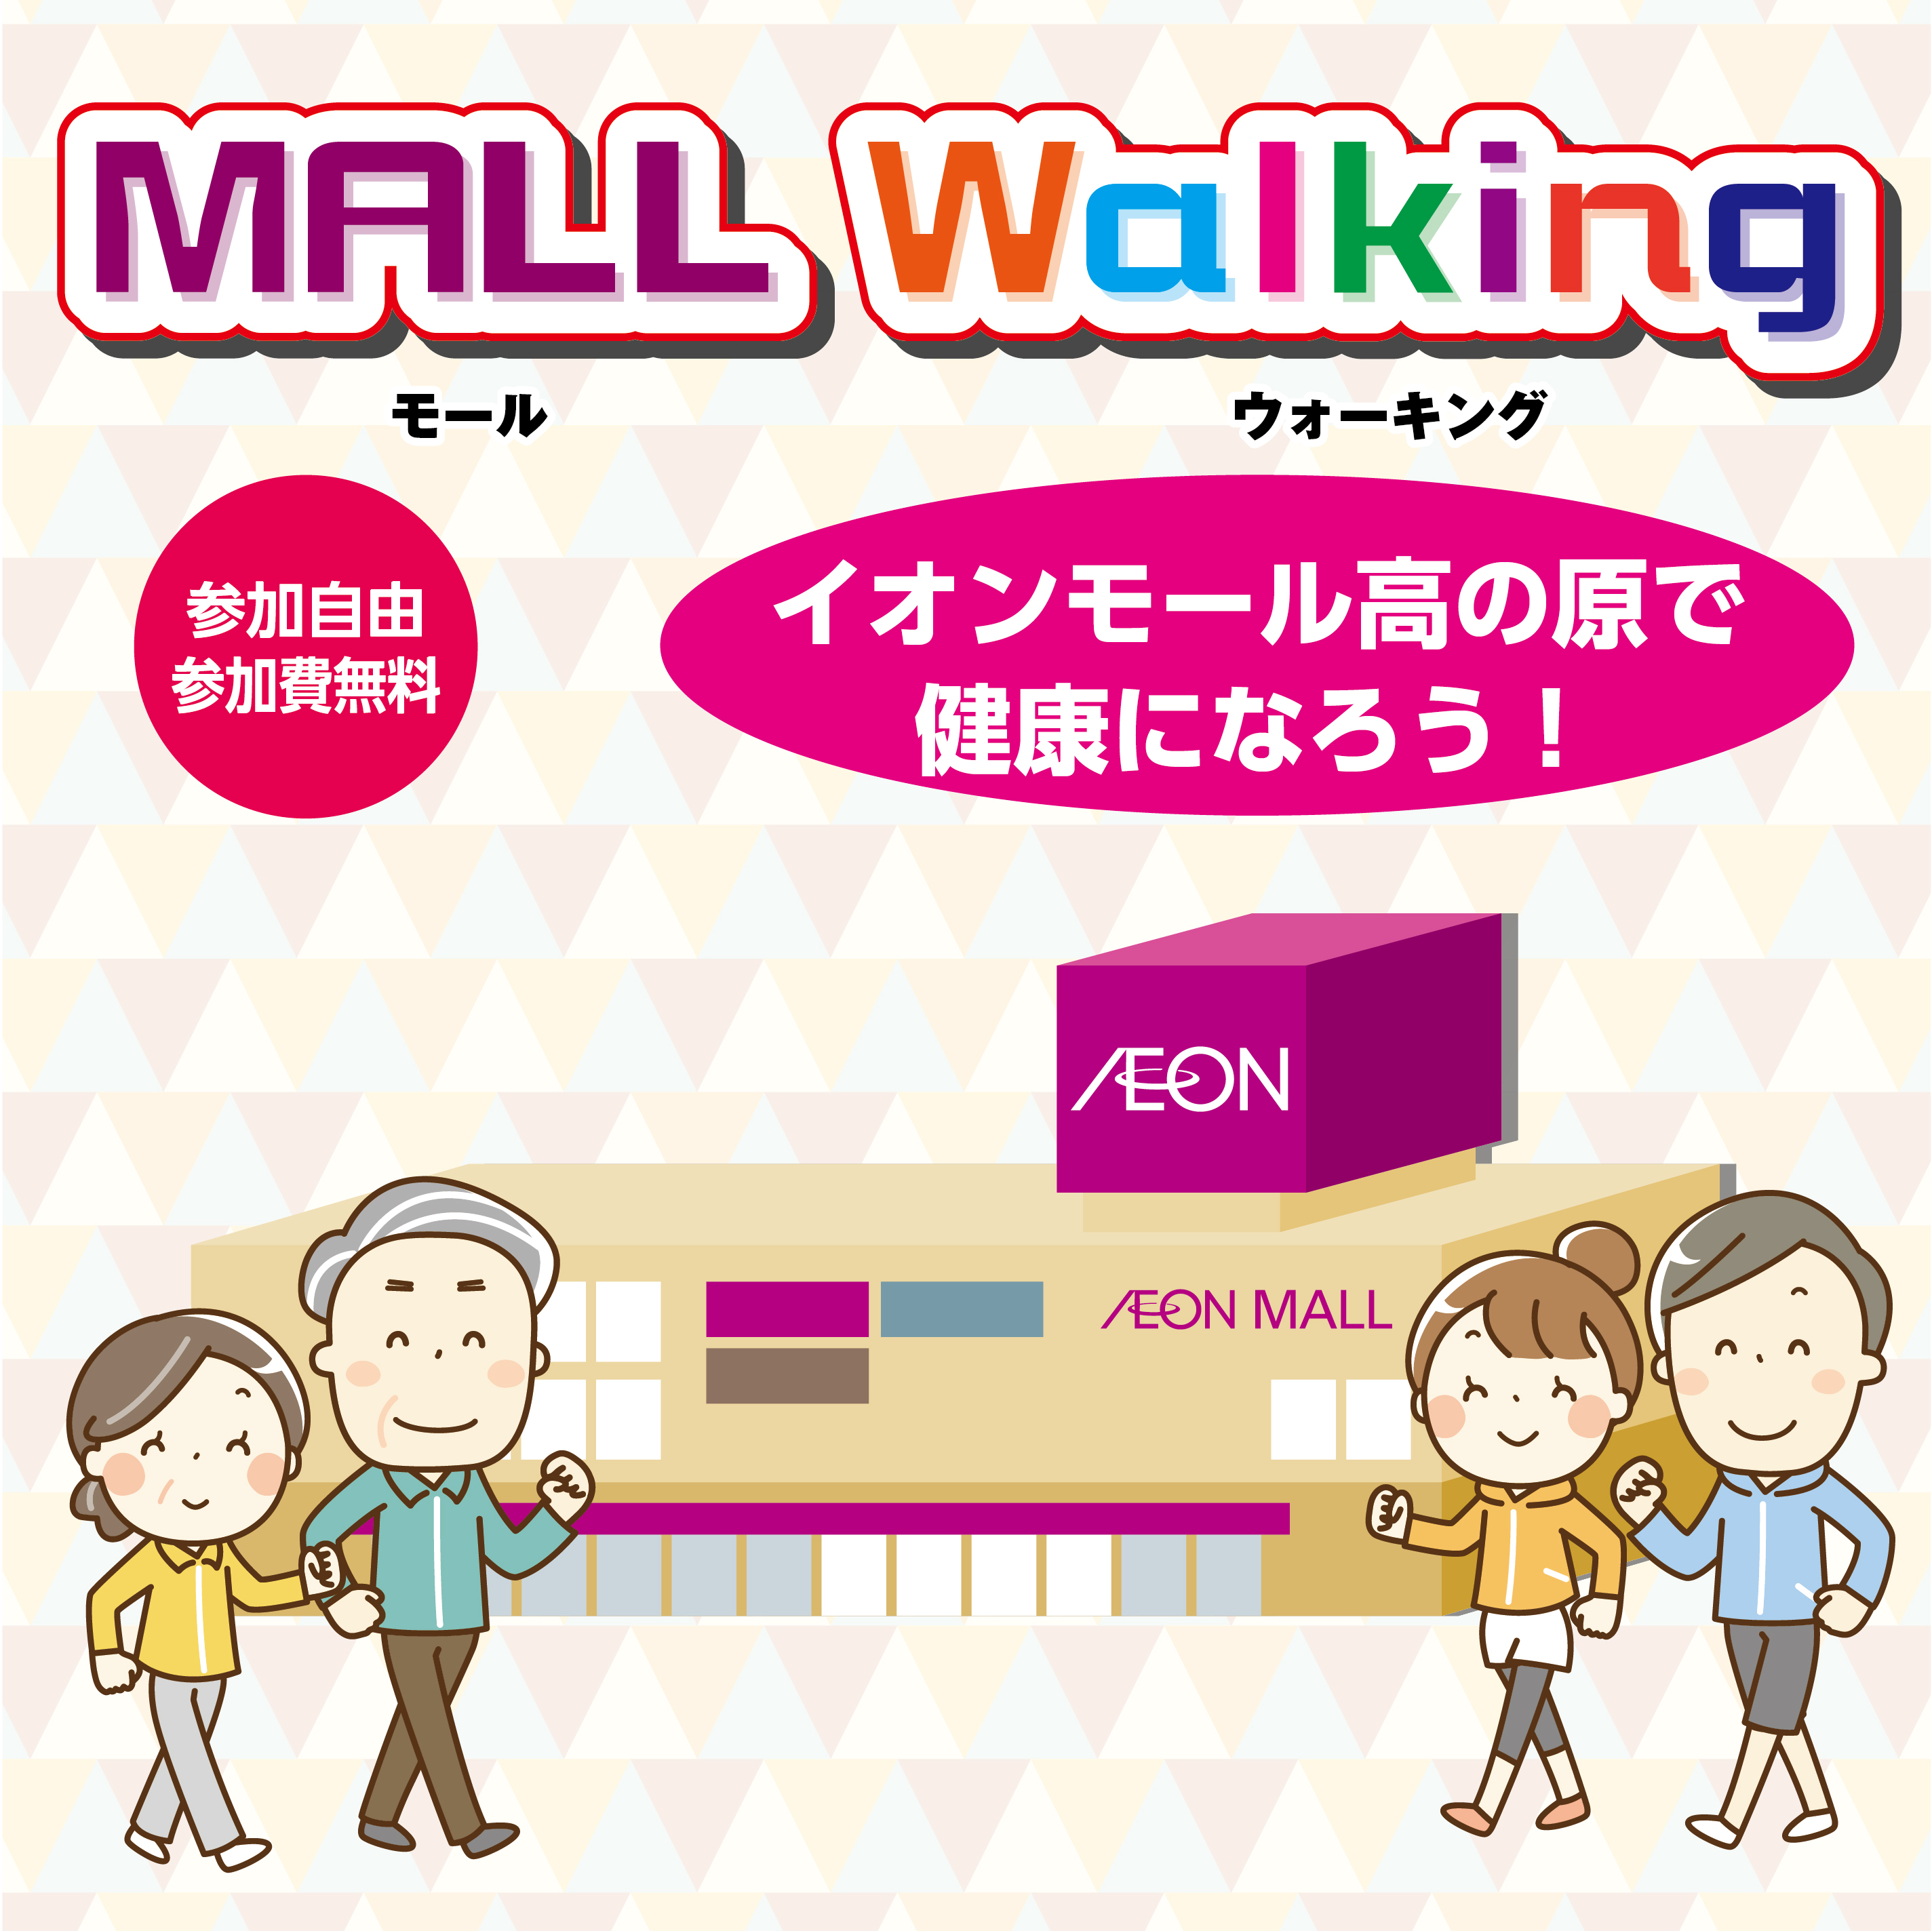 MALL Walking
モール ウォーキング
参加自由
参加費無料
イオンモール高の原で
健康になろう！
ÆON
ÆON MALL